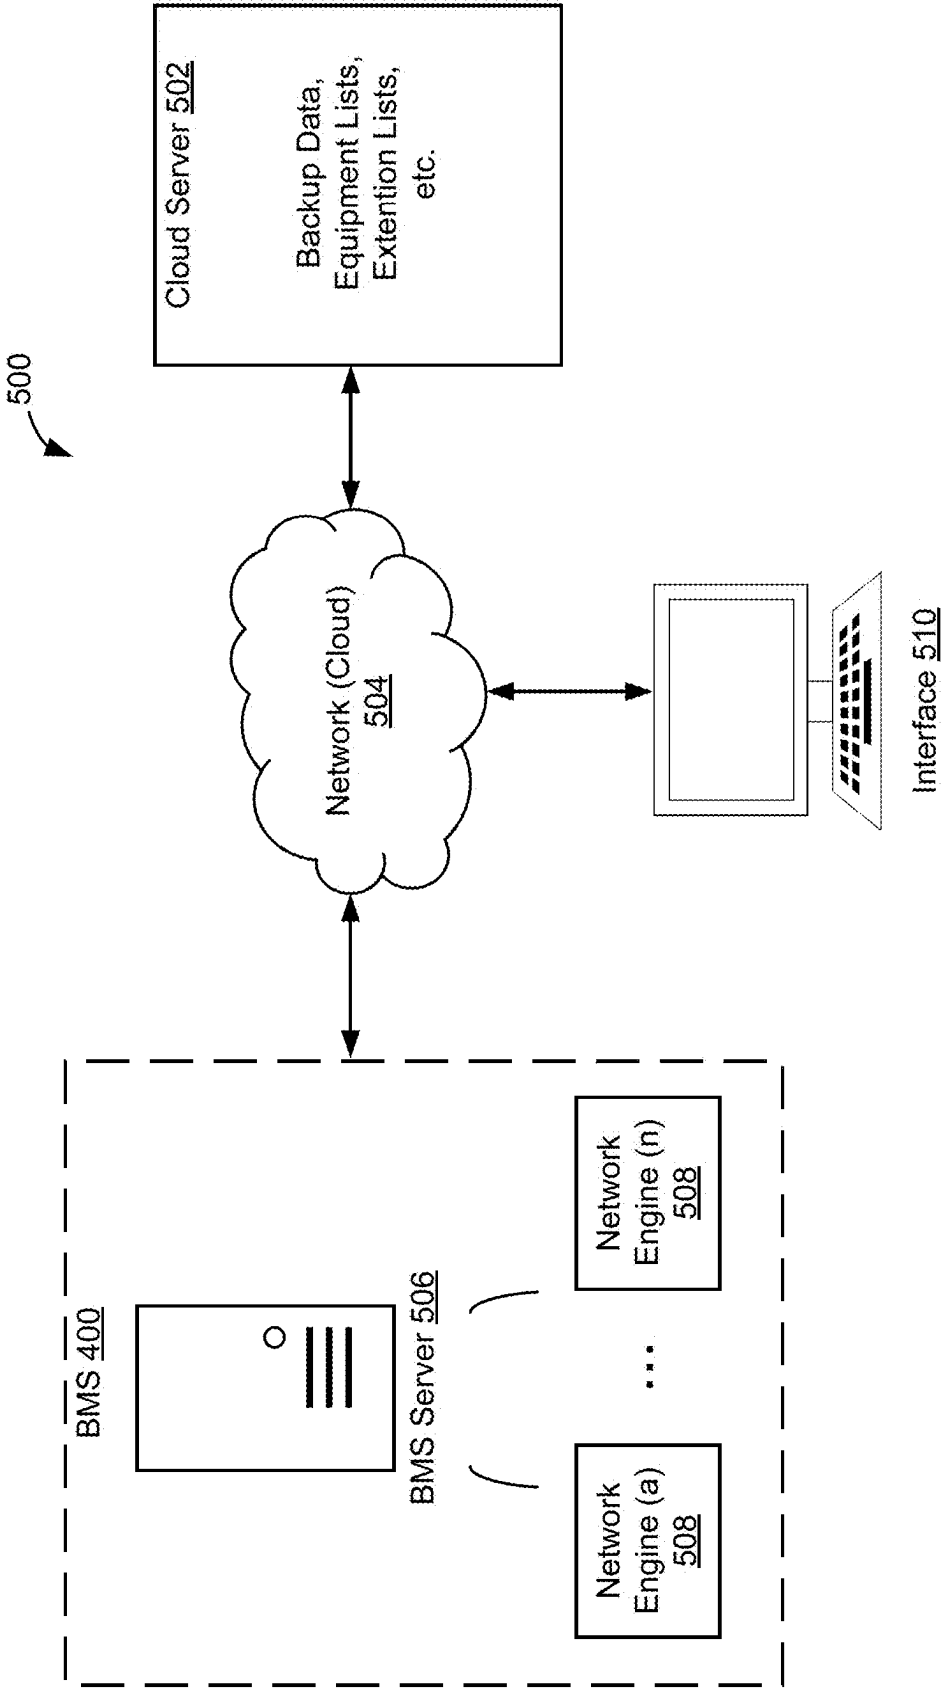 500
BMS 400
BMS Server 506
Network
Engine (a)
508
...
Network
Engine (n)
508
Network (Cloud)
504
Interface 510
Cloud Server 502
Backup Data,
Equipment Lists,
Extention Lists,
etc.